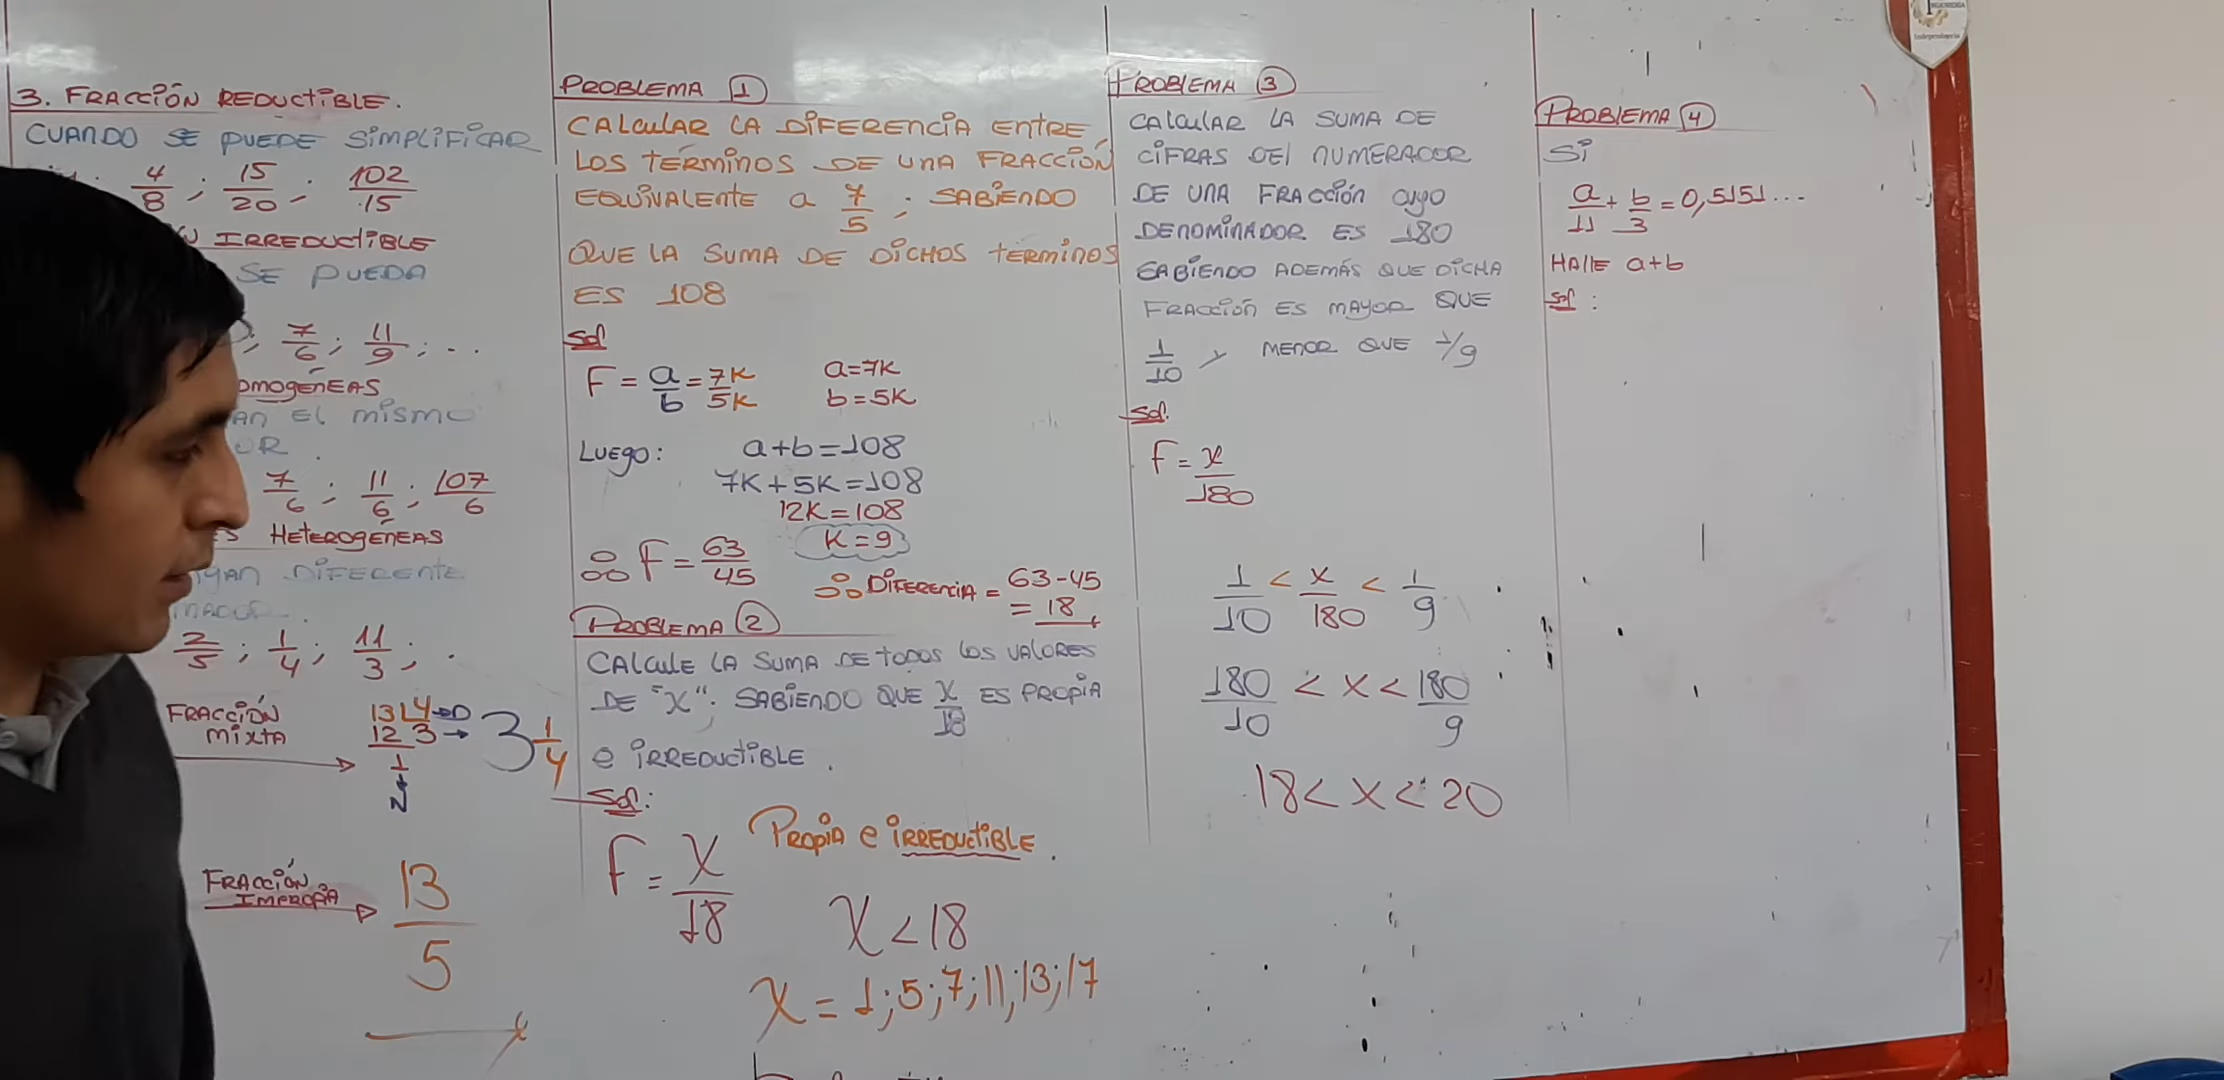 3. FRACCIÓN REDUCTIBLE.
CUANDO SE PUEDE SIMPLIFICAR
4/8 ; 15/20 ; 102/15
IRREDUCTIBLE
SE PUEDA
; 7/6 ; 11/9 ; ...
OMOGÉNEAS
AN EL MISMO
OR .
7/6 ; 11/6 ; 107/6
S HETEROGÉNEAS
GAN DIFERENTE
MADOR.
2/5 ; 1/4 ; 11/3 ; .
FRACCIÓN
MIXTA
13 4 → D
12 3 → 3 1/4
1
N
FRACCIÓN
IMPROPIA
13/5
PROBLEMA 1
CALCULAR LA DIFERENCIA ENTRE
LOS TÉRMINOS DE UNA FRACCIÓN
EQUIVALENTE a 7/5 ; SABIENDO
QUE LA SUMA DE DICHOS TÉRMINOS
ES 108
Sol
F = a/b = 7K/5K a=7K
b=5K
LUEGO: a+b=108
7K+5K=108
12K=108
K=9
F = 63/45
DIFERENCIA = 63-45
= 18
PROBLEMA 2
CALCULE LA SUMA DE TODOS LOS VALORES
DE "X"; SABIENDO QUE X/18 ES PROPIA
e IRREDUCTIBLE .
Sol:
F = X/18 PROPIA e IRREDUCTIBLE .
X < 18
X = 1;5;7;11;13;17
PROBLEMA 3
CALCULAR LA SUMA DE
CIFRAS DEl NUMERADOR
DE UNA FRACCIÓN cuyo
DENOMINADOR ES 180
SABIENDO ADEMÁS QUE DICHA
FRACCIÓN ES MAYOR QUE
1/10 y MENOR QUE 1/9
Sol.
F = x/180
1/10 < x/180 < 1/9
180/10 < x < 180/9
18 < x < 20
PROBLEMA 4
Si
a/11 + b/3 = 0,5151...
HAllE a+b
Sol :
Independencia